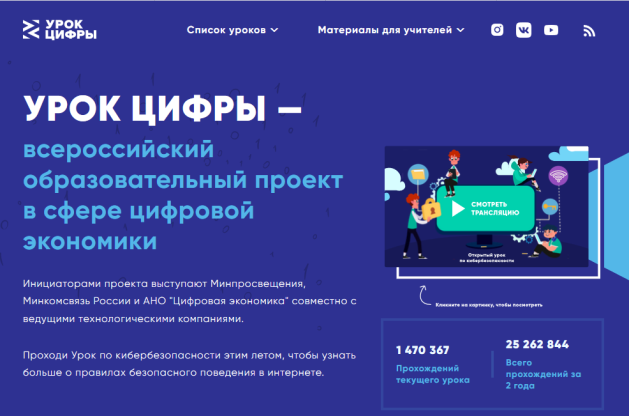 УРОК
ЦИФРЫ
Список уроков
Материалы для учителей
УРОК ЦИФРЫ —
всероссийский
образовательный проект
в сфере цифровой
экономики
Инициаторами проекта выступают Минпросвещения,
Минкомсвязь России и АНО "Цифровая экономика" совместно с
ведущими технологическими компаниями.
Проходи Урок по кибербезопасности этим летом, чтобы узнать
больше о правилах безопасного поведения в интернете.
СМОТРЕТЬ
ТРАНСЛЯЦИЮ
Открытый урок
по кибербезопасности
Кликните на картинку, чтобы посмотреть
1 470 367
Прохождений
текущего урока
25 262 844
Всего
прохождений за
2 года